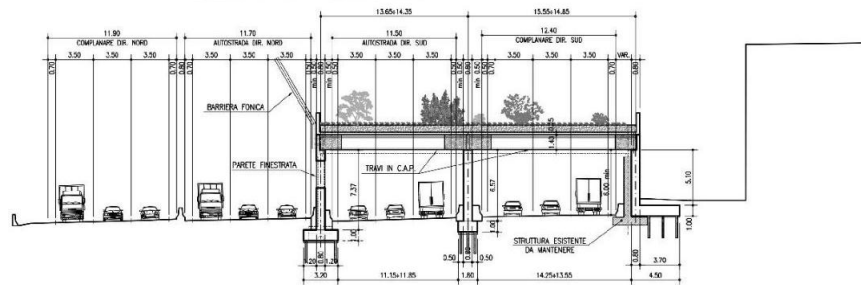 13.65÷14.35
15.55÷14.85
11.90
11.70
11.50
12.40
COMPLANARE DIR. NORD
AUTOSTRADA DIR. NORD
AUTOSTRADA DIR. SUD
COMPLANARE DIR. SUD
3.50 3.50 3.50
3.50 3.50 3.50
3.50 3.50 3.50
3.50 3.50 3.50
VAR.
0.70
0.70
0.80
0.70
0.50
min
0.80
min
0.50
0.50
min
0.80
min
0.50
0.70
0.80
BARRIERA FONICA
1.40
PARETE FINESTRATA
TRAVI IN C.A.P.
7.37
6.57
6.00 min
5.10
1.00
1.00
1.00
STRUTTURA ESISTENTE
DA MANTENERE
1.20
0.80
1.20
0.50
0.80
0.50
0.80
3.70
3.20
11.15÷11.85
1.80
14.25÷13.55
4.50